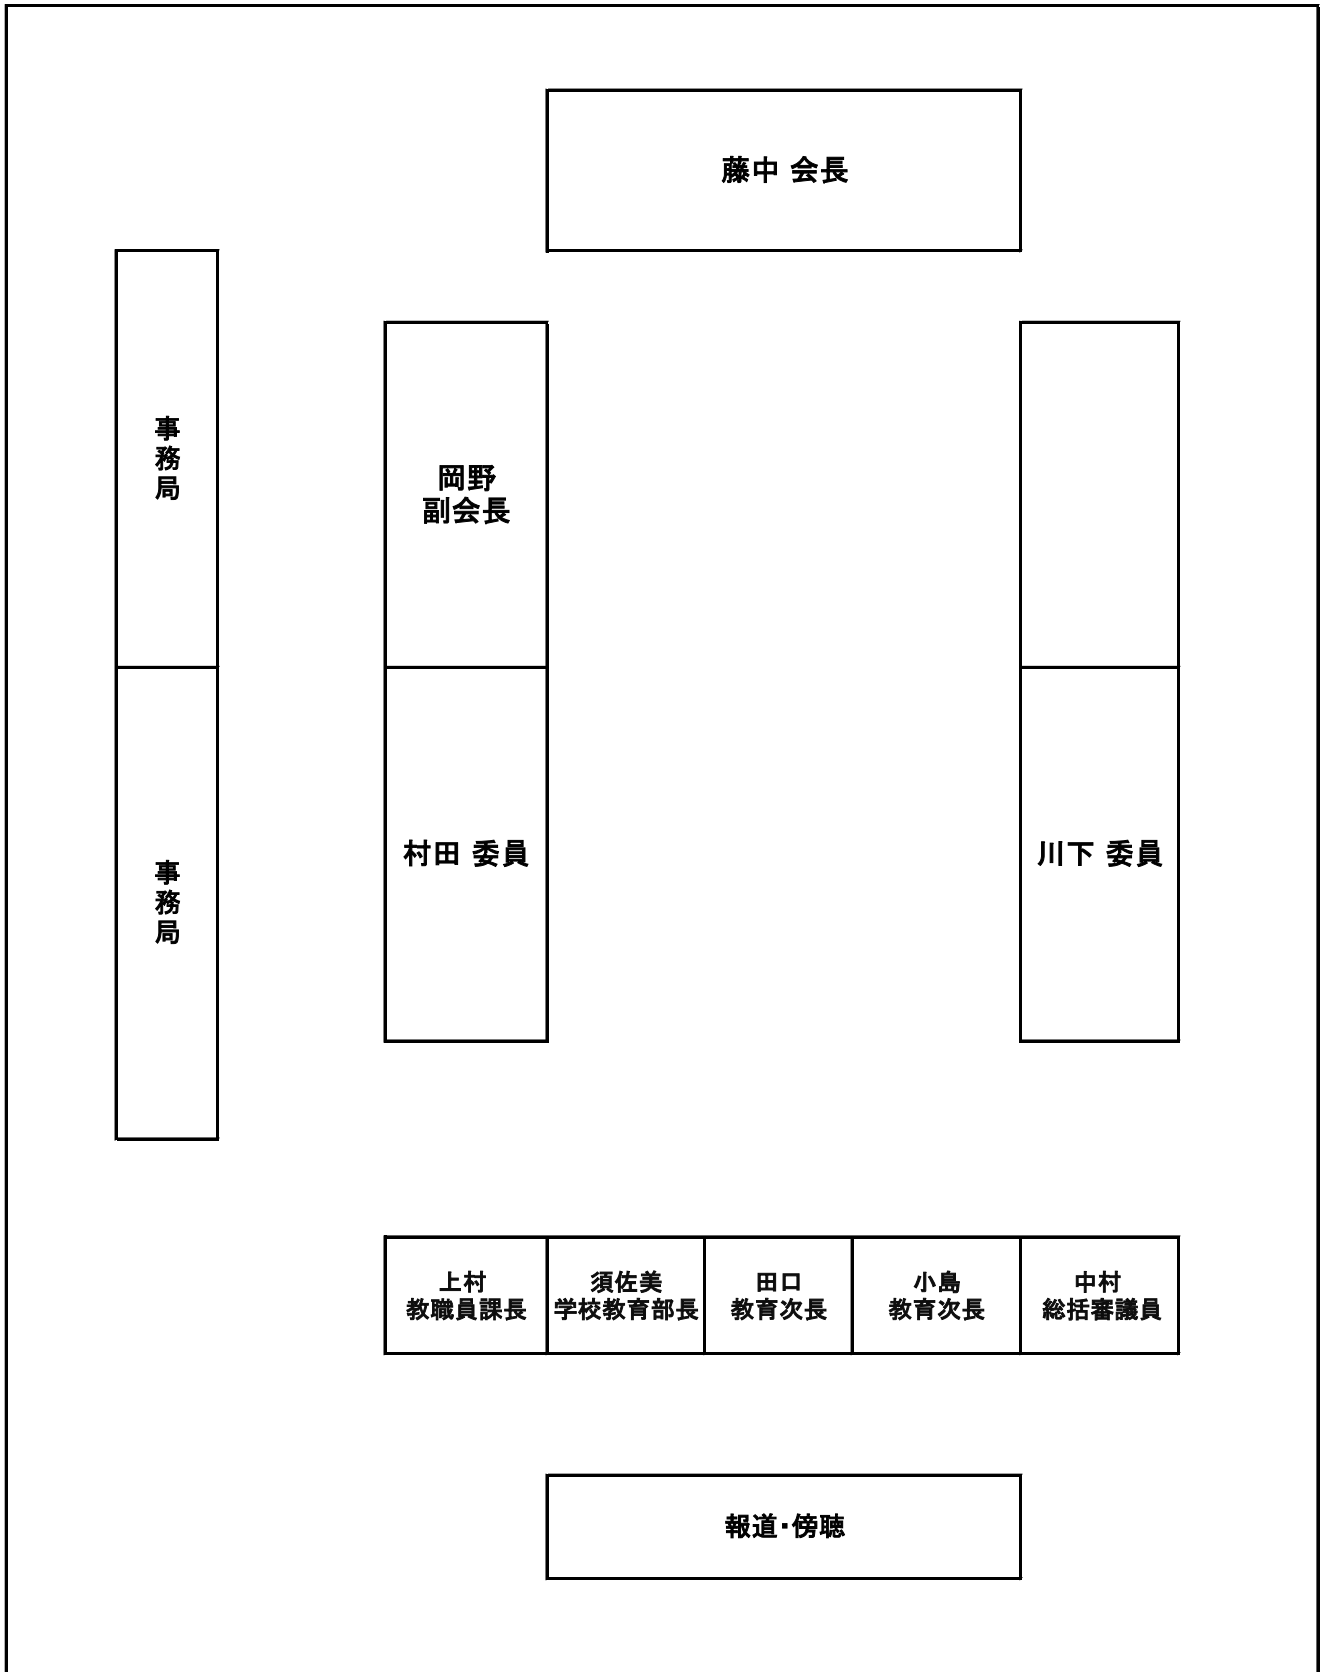 藤中 会長
事務局
岡野
副会長
村田 委員
川下 委員
事務局
上村
教職員課長
須佐美
学校教育部長
田口
教育次長
小島
教育次長
中村
総括審議員
報道・傍聴